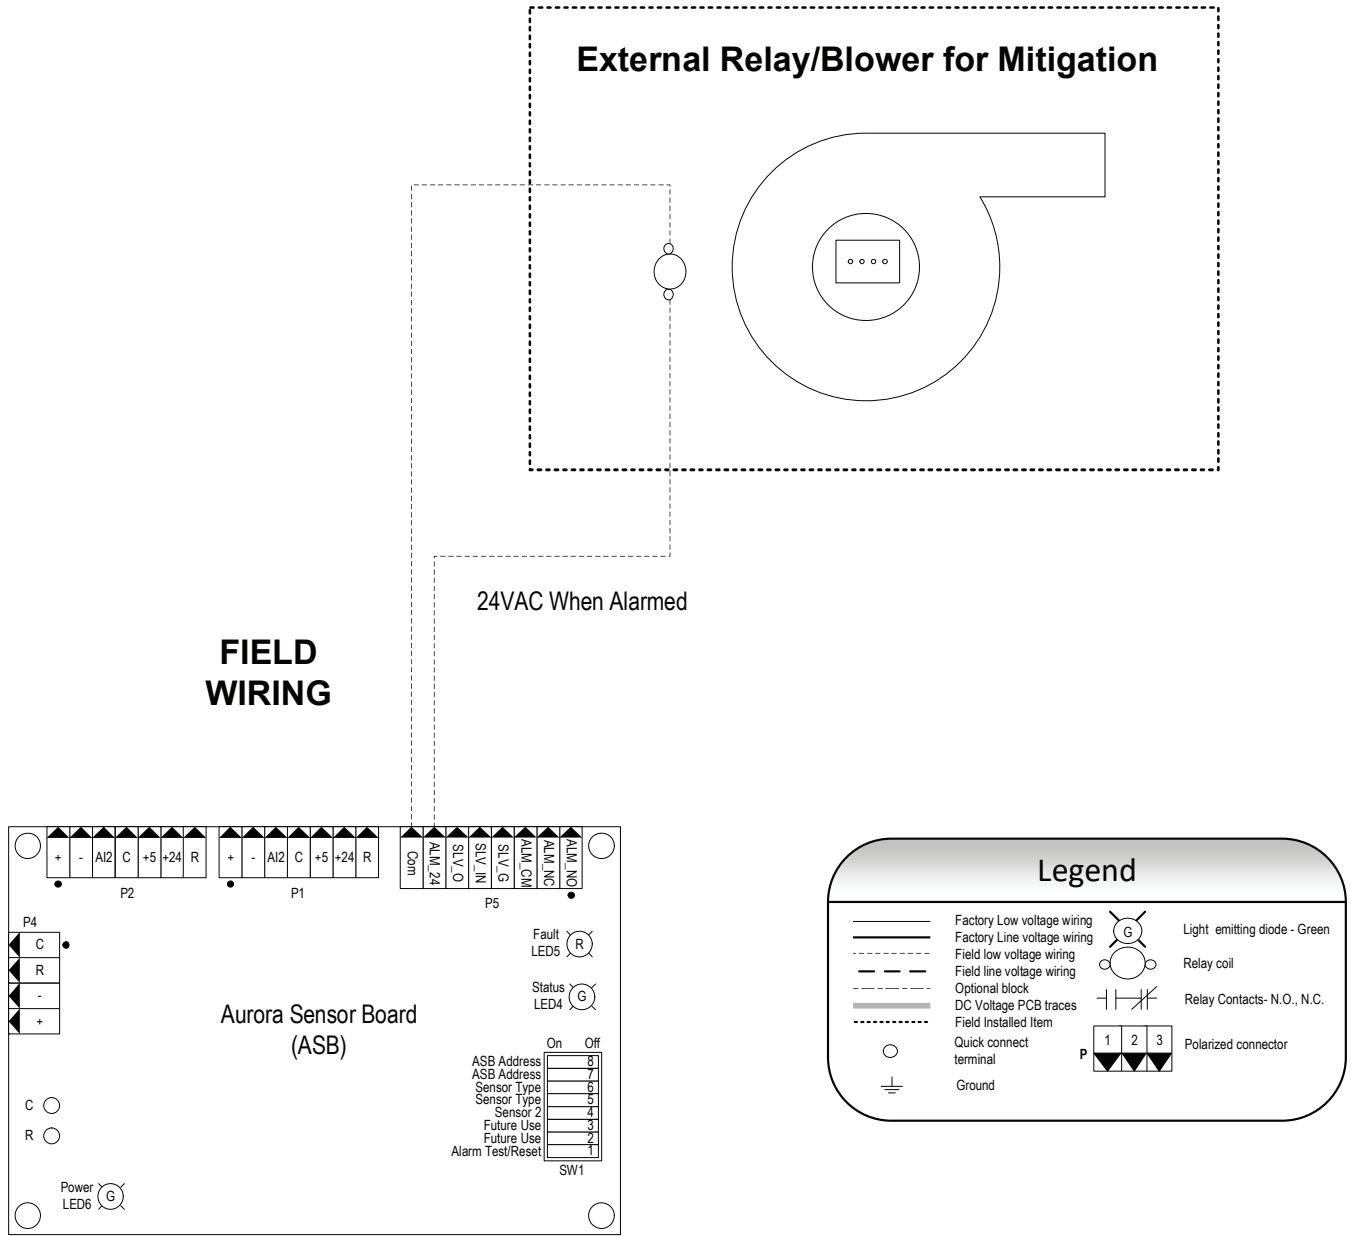 External Relay/Blower for Mitigation
24VAC When Alarmed
FIELD
WIRING
+ - AI2 C +5 +24 R
P2
+ - AI2 C +5 +24 R
P1
Com ALM_24 SLV_O SLV_IN SLV_G ALM_CM ALM_NC ALM_NO
P5
P4
C
R
-
+
Fault
LED5
R
Status
LED4
G
Aurora Sensor Board
(ASB)
On Off
ASB Address 8
ASB Address 7
Sensor Type 6
Sensor Type 5
Sensor 2 4
Future Use 3
Future Use 2
Alarm Test/Reset 1
SW1
C
R
Power
LED6
G
Legend
Factory Low voltage wiring
Factory Line voltage wiring
Field low voltage wiring
Field line voltage wiring
Optional block
DC Voltage PCB traces
Field Installed Item
Quick connect
terminal
Ground
G
Light emitting diode - Green
Relay coil
Relay Contacts- N.O., N.C.
P 1 2 3
Polarized connector